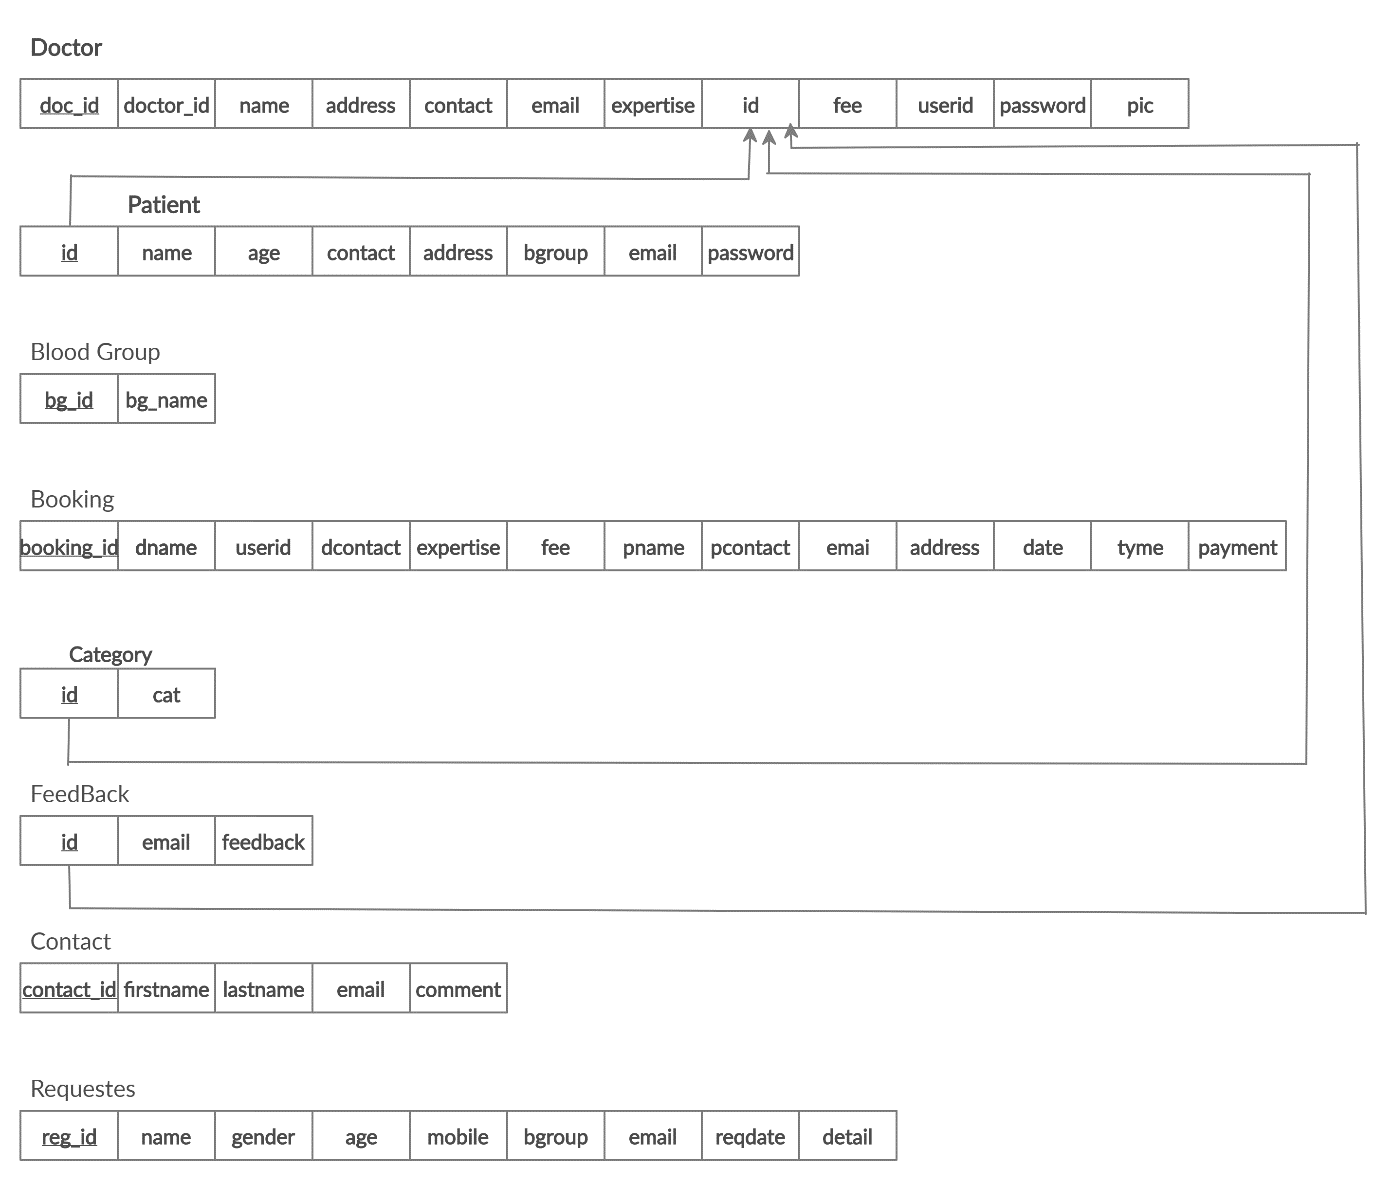 Doctor
doc_id doctor_id name address contact email expertise id fee userid password pic
Patient
id name age contact address bgroup email password
Blood Group
bg_id bg_name
Booking
booking_id dname userid dcontact expertise fee pname pcontact emai address date tyme payment
Category
id cat
FeedBack
id email feedback
Contact
contact_id firstname lastname email comment
Requestes
reg_id name gender age mobile bgroup email reqdate detail